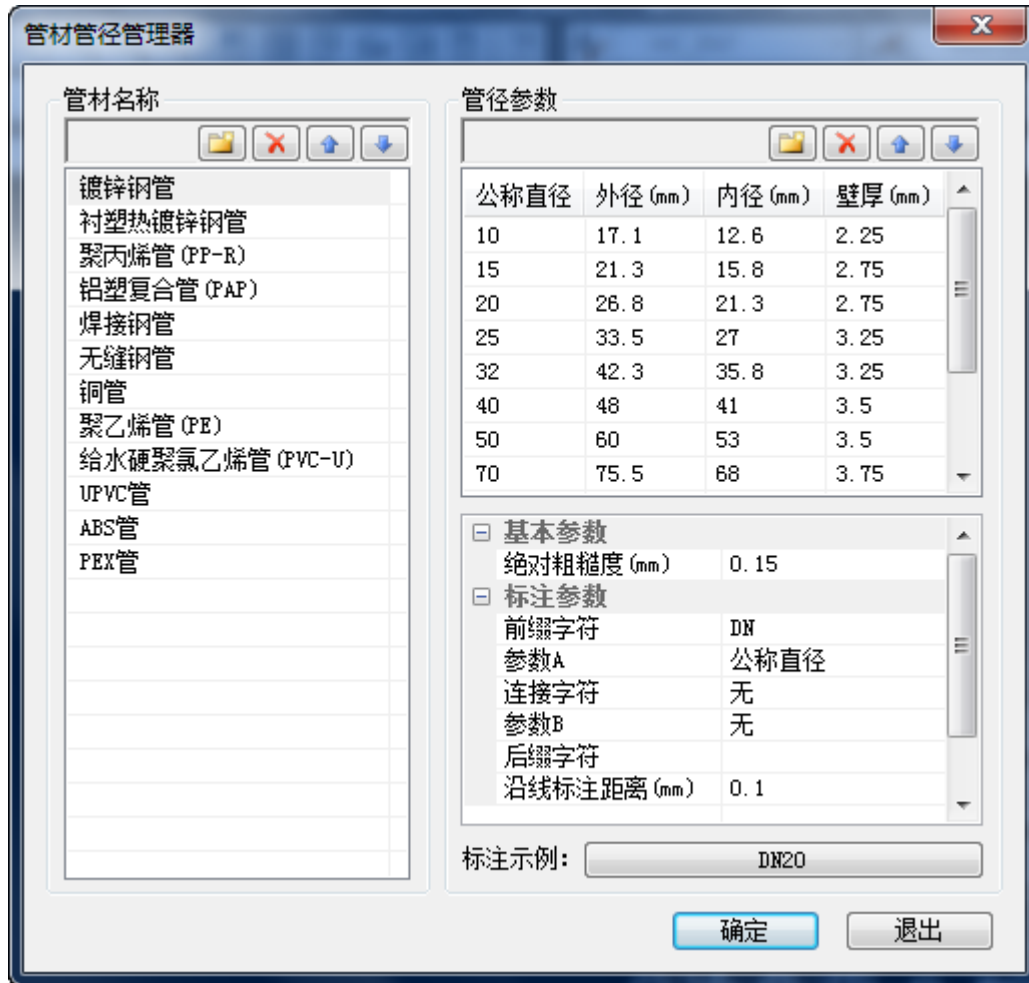 管材管径管理器
管材名称
镀锌钢管
衬塑热镀锌钢管
聚丙烯管(PP-R)
铝塑复合管(PAP)
焊接钢管
无缝钢管
铜管
聚乙烯管(PE)
给水硬聚氯乙烯管(PVC-U)
UPVC管
ABS管
PEX管
管径参数
公称直径 外径(mm) 内径(mm) 壁厚(mm)
10 17.1 12.6 2.25
15 21.3 15.8 2.75
20 26.8 21.3 2.75
25 33.5 27 3.25
32 42.3 35.8 3.25
40 48 41 3.5
50 60 53 3.5
70 75.5 68 3.75
基本参数
绝对粗糙度(mm) 0.15
标注参数
前缀字符 DN
参数A 公称直径
连接字符 无
参数B 无
后缀字符
沿线标注距离(mm) 0.1
标注示例: DN20
确定 退出